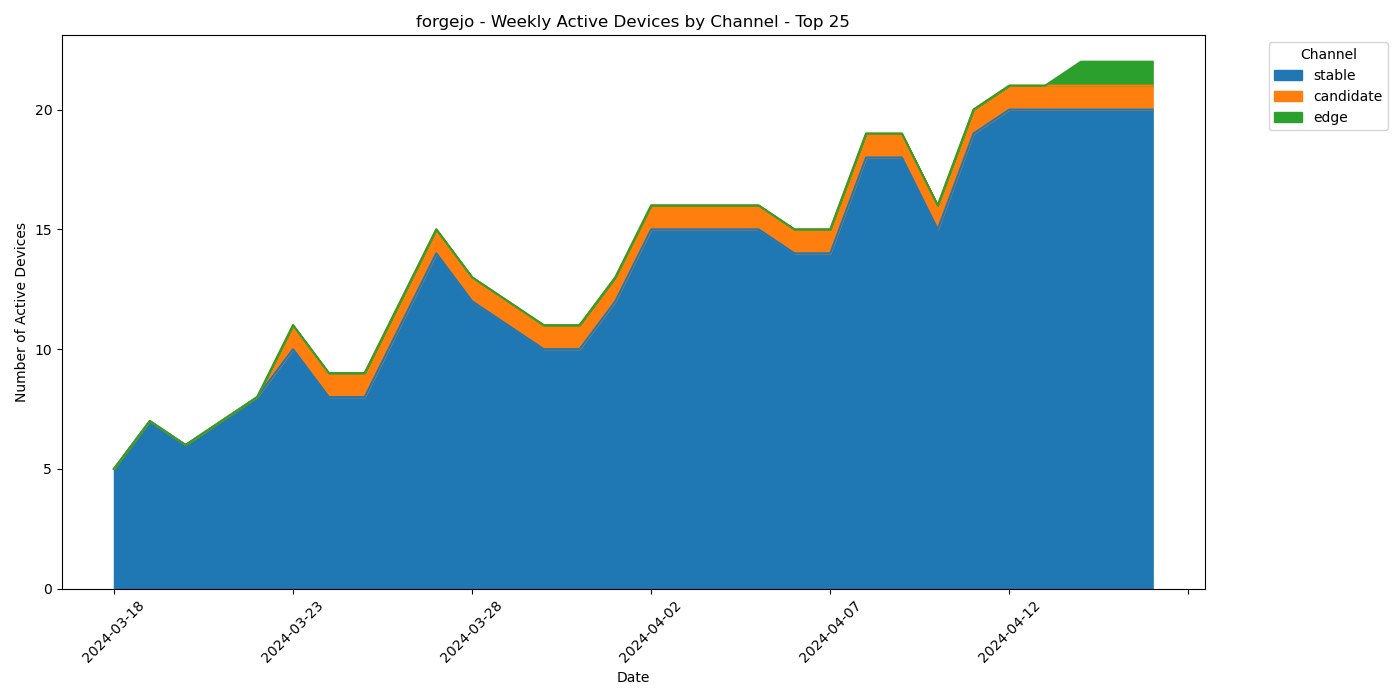 forgejo - Weekly Active Devices by Channel - Top 25
Channel
stable
candidate
edge
Number of Active Devices
20
15
10
5
0
2024-03-18
2024-03-23
2024-03-28
2024-04-02
2024-04-07
2024-04-12
Date